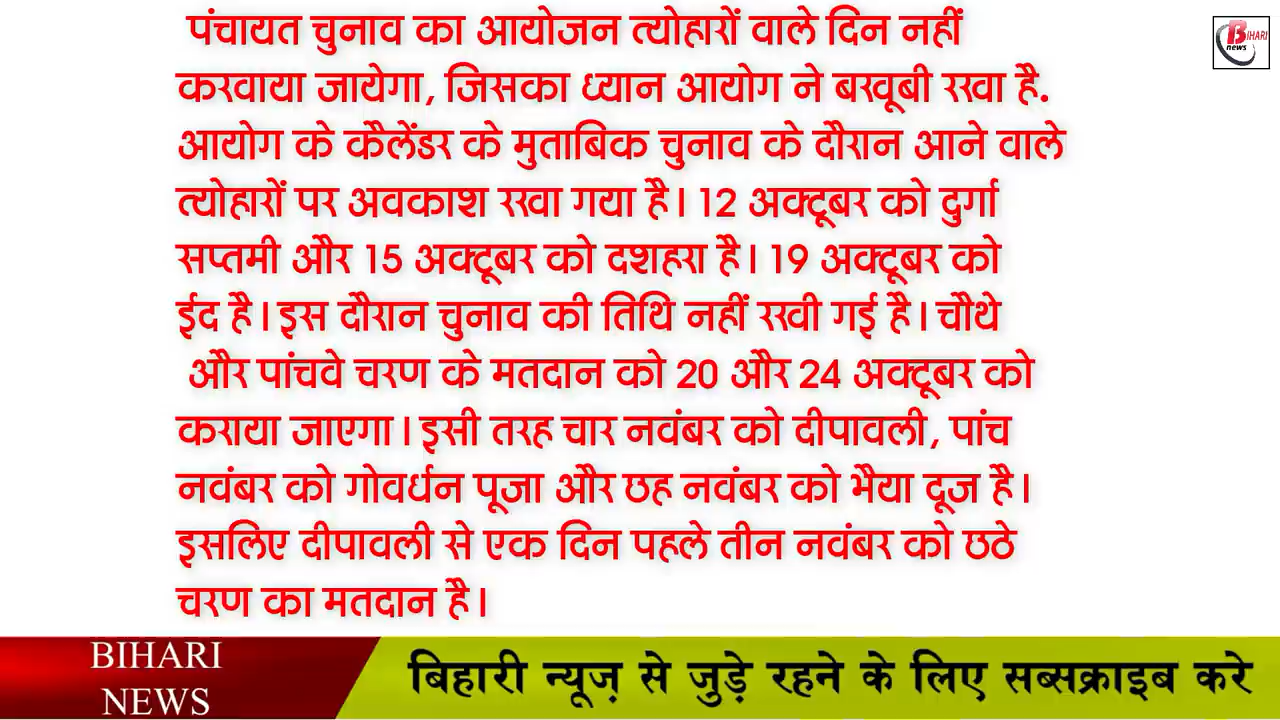 पंचायत चुनाव का आयोजन त्योहारों वाले दिन नहीं
करवाया जायेगा, जिसका ध्यान आयोग ने बखूबी रखा है.
आयोग के कैलेंडर के मुताबिक चुनाव के दौरान आने वाले
त्योहारों पर अवकाश रखा गया है। 12 अक्टूबर को दुर्गा
सप्तमी और 15 अक्टूबर को दशहरा है। 19 अक्टूबर को
ईद है। इस दौरान चुनाव की तिथि नहीं रखी गई है। चौथे
और पांचवे चरण के मतदान को 20 और 24 अक्टूबर को
कराया जाएगा। इसी तरह चार नवंबर को दीपावली, पांच
नवंबर को गोवर्धन पूजा और छह नवंबर को भैया दूज है।
इसलिए दीपावली से एक दिन पहले तीन नवंबर को छठे
चरण का मतदान है।
BIHARI
news
BIHARI
NEWS
बिहारी न्यूज़ से जुड़े रहने के लिए सब्सक्राइब करे